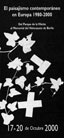 El paisajismo contemporáneo
en Europa 1980-2000
Del Parque de la Villette
al Memorial del Holocausto de Berlín
17-20 de Octubre 2000